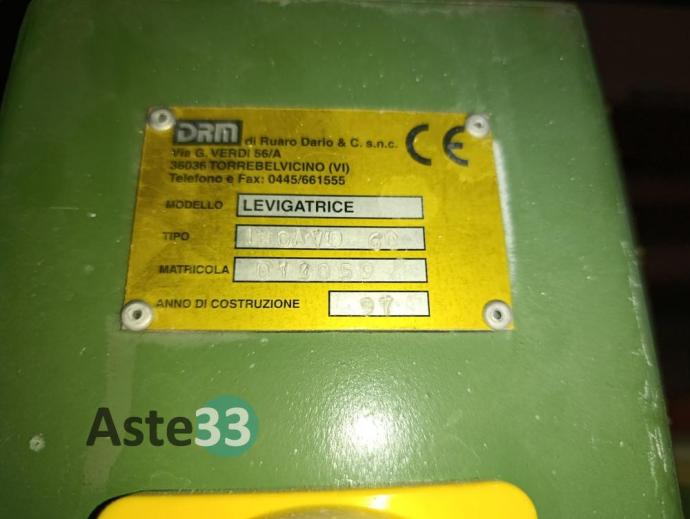 DRM di Ruaro Dario & C. s.n.c. CE
Via G. VERDI 56/A
36036 TORREBELVICINO (VI)
Telefono e Fax: 0445/661555
MODELLO LEVIGATRICE
TIPO
MATRICOLA
ANNO DI COSTRUZIONE 97
Aste33